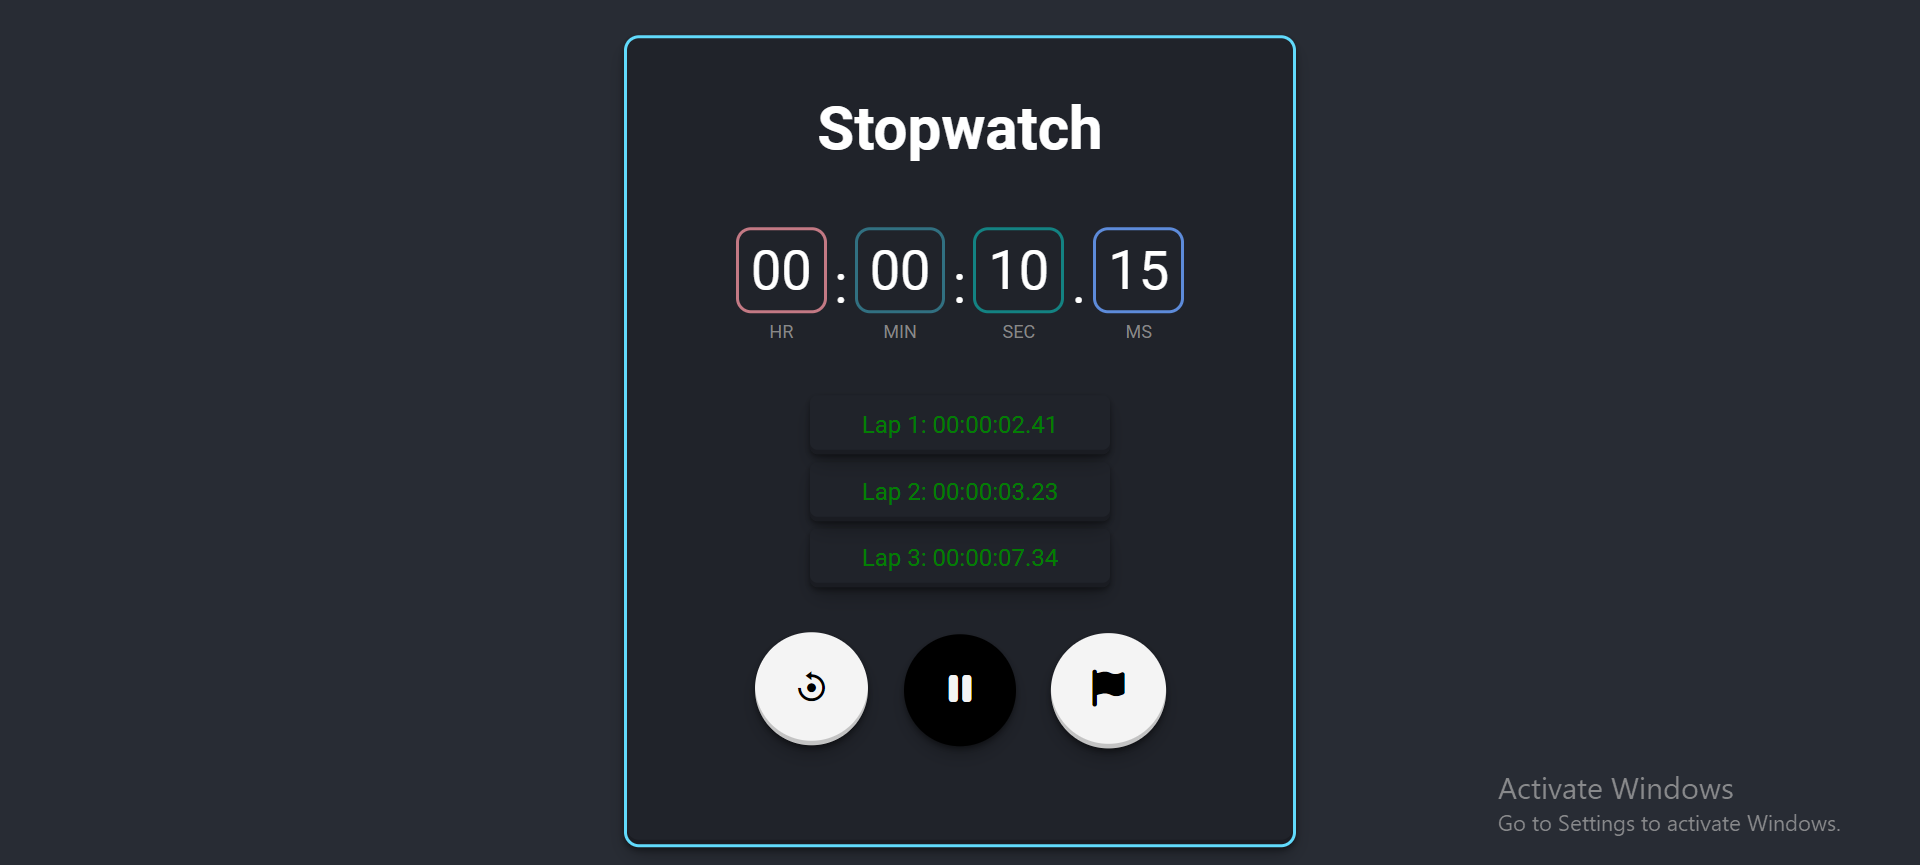 Stopwatch
00 : 00 : 10 . 15
HR MIN SEC MS
Lap 1: 00:00:02.41
Lap 2: 00:00:03.23
Lap 3: 00:00:07.34
Activate Windows
Go to Settings to activate Windows.